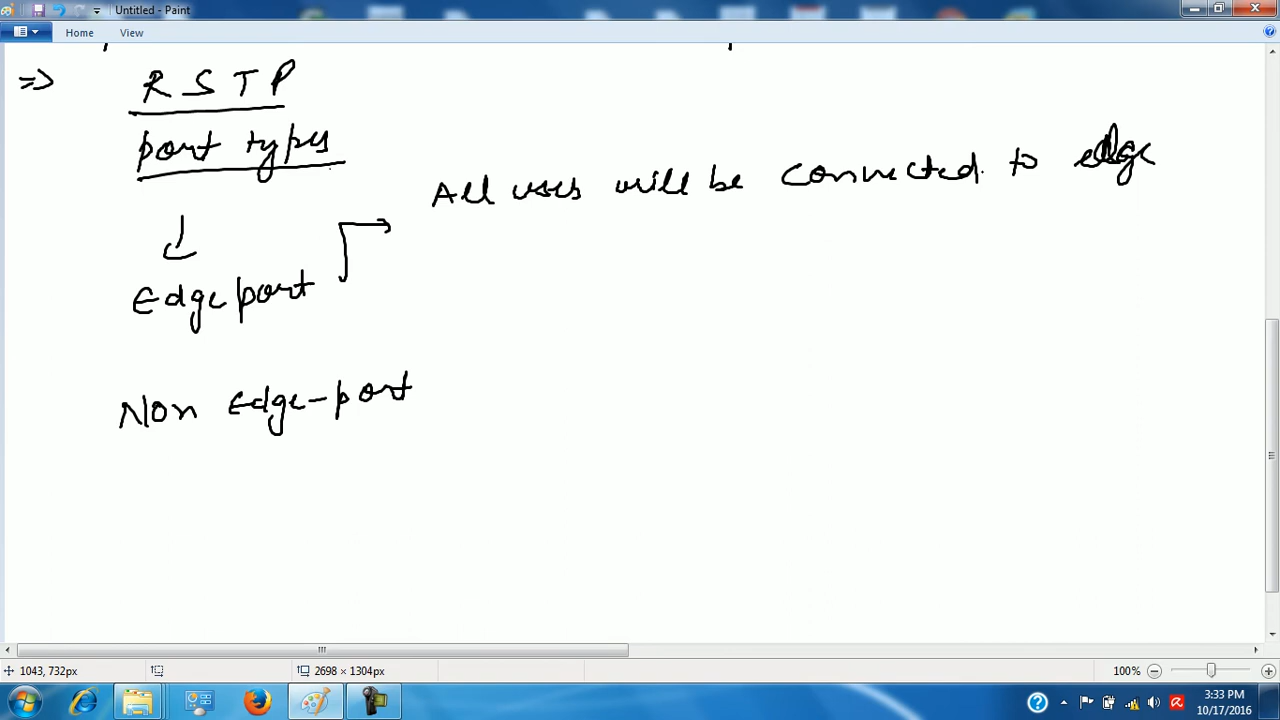 Untitled - Paint
Home View
=> RSTP
port types
All uses will be connected to edge
Edge port
Non Edge-port
1043, 732px
2698 × 1304px
100%
3:33 PM
10/17/2016